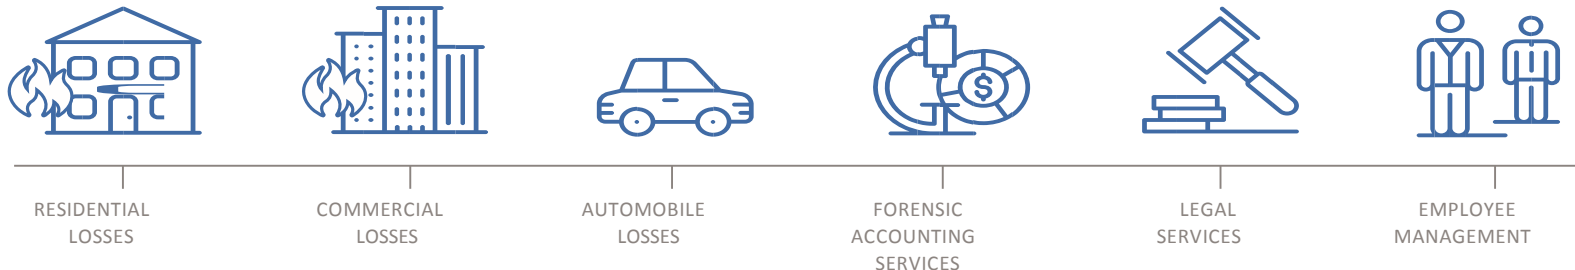 $
RESIDENTIAL
LOSSES
COMMERCIAL
LOSSES
AUTOMOBILE
LOSSES
FORENSIC
ACCOUNTING
SERVICES
LEGAL
SERVICES
EMPLOYEE
MANAGEMENT